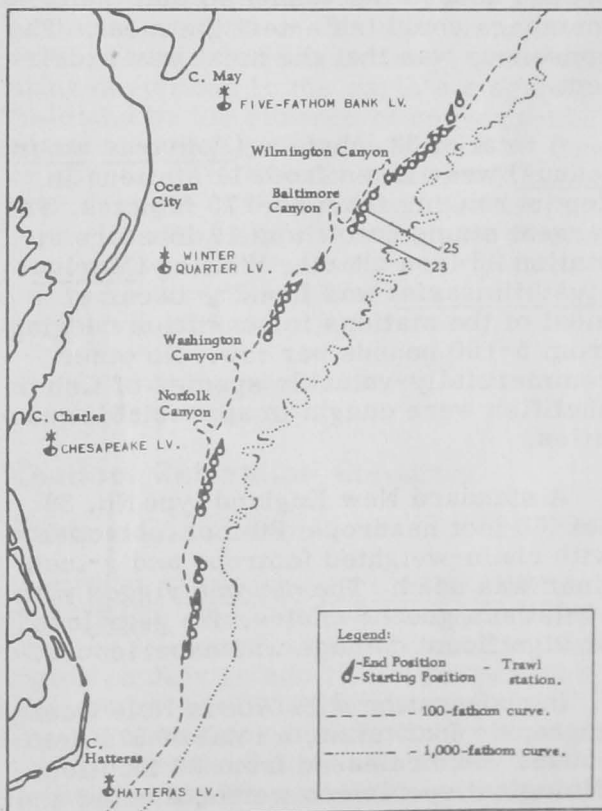 C. May
FIVE-FATHOM BANK LV.
Wilmington Canyon
Ocean
City
Baltimore
Canyon
25
23
WINTER
QUARTER LV.
Washington
Canyon
Norfolk
Canyon
C. Charles
CHESAPEAKE LV.
Legend:
-End Position - Trawl
-Starting Position station.
100-fathom curve.
1,000-fathom curve.
C.
Hatteras
HATTERAS LV.